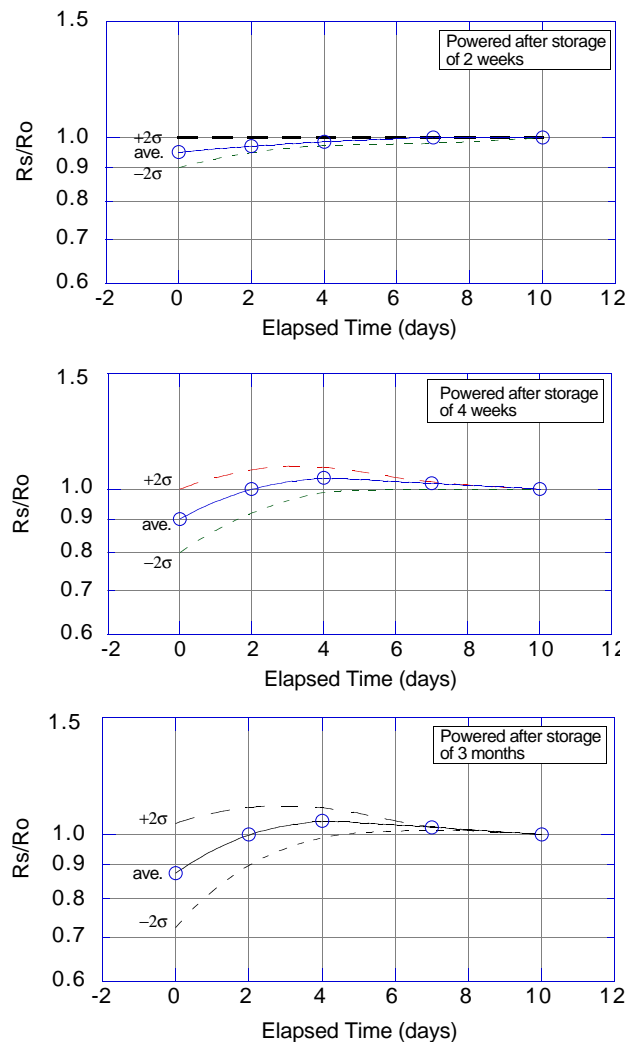 1.5
Powered after storage
of 2 weeks
Rs/Ro
+2σ
1.0
ave.
0.9
−2σ
0.8
0.7
0.6
-2 0 2 4 6 8 10 12
Elapsed Time (days)
1.5
Powered after storage
of 4 weeks
Rs/Ro
+2σ
1.0
0.9
ave.
0.8
−2σ
0.7
0.6
-2 0 2 4 6 8 10 12
Elapsed Time (days)
1.5
Powered after storage
of 3 months
Rs/Ro
+2σ
1.0
0.9
ave.
0.8
−2σ
0.7
0.6
-2 0 2 4 6 8 10 12
Elapsed Time (days)